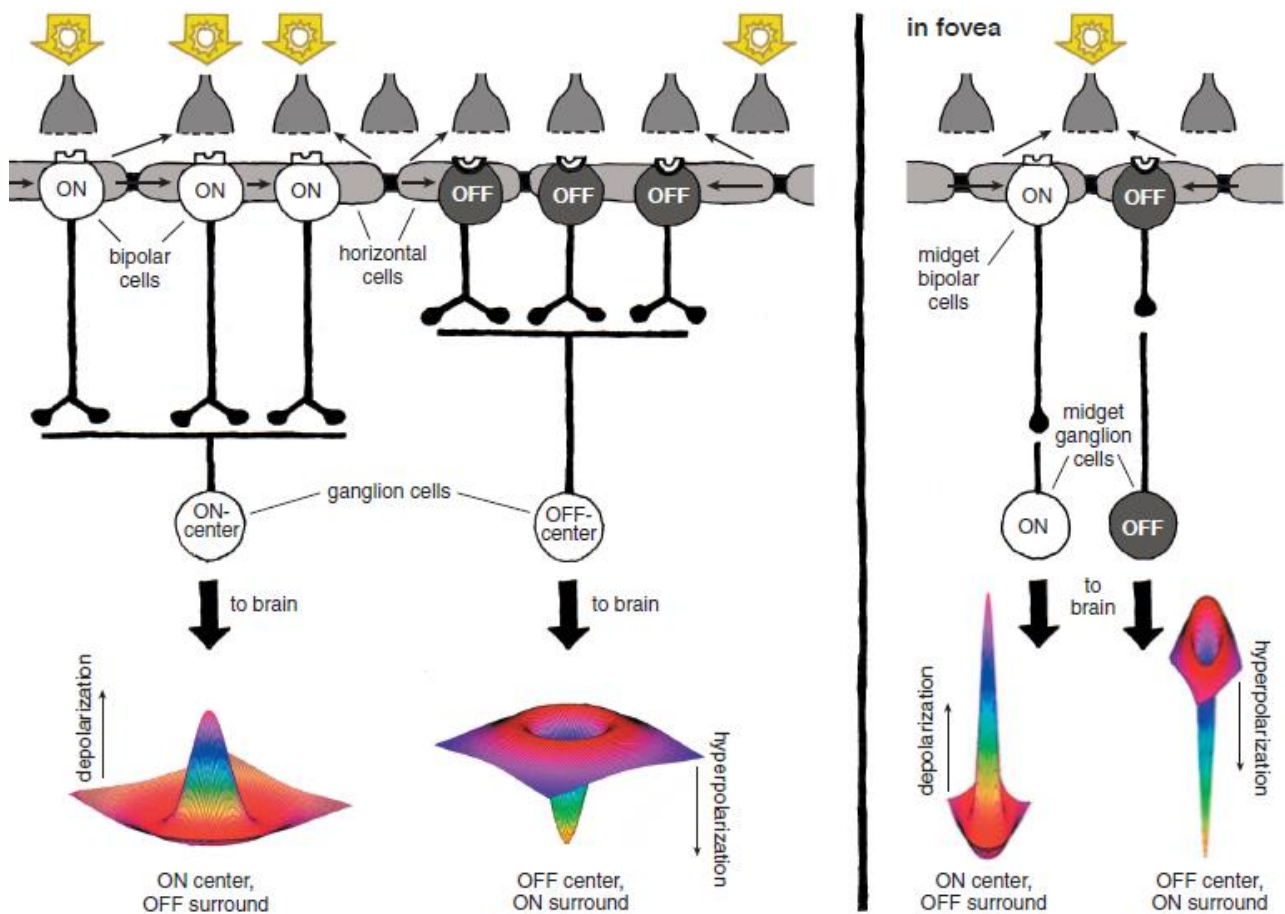 in fovea
ON
ON
ON
OFF
OFF
OFF
ON
OFF
bipolar
cells
horizontal
cells
midget
bipolar
cells
midget
ganglion
cells
ganglion cells
ON-
center
OFF-
center
ON
OFF
to brain
to brain
to
brain
depolarization
hyperpolarization
depolarization
hyperpolarization
ON center,
OFF surround
OFF center,
ON surround
ON center,
OFF surround
OFF center,
ON surround